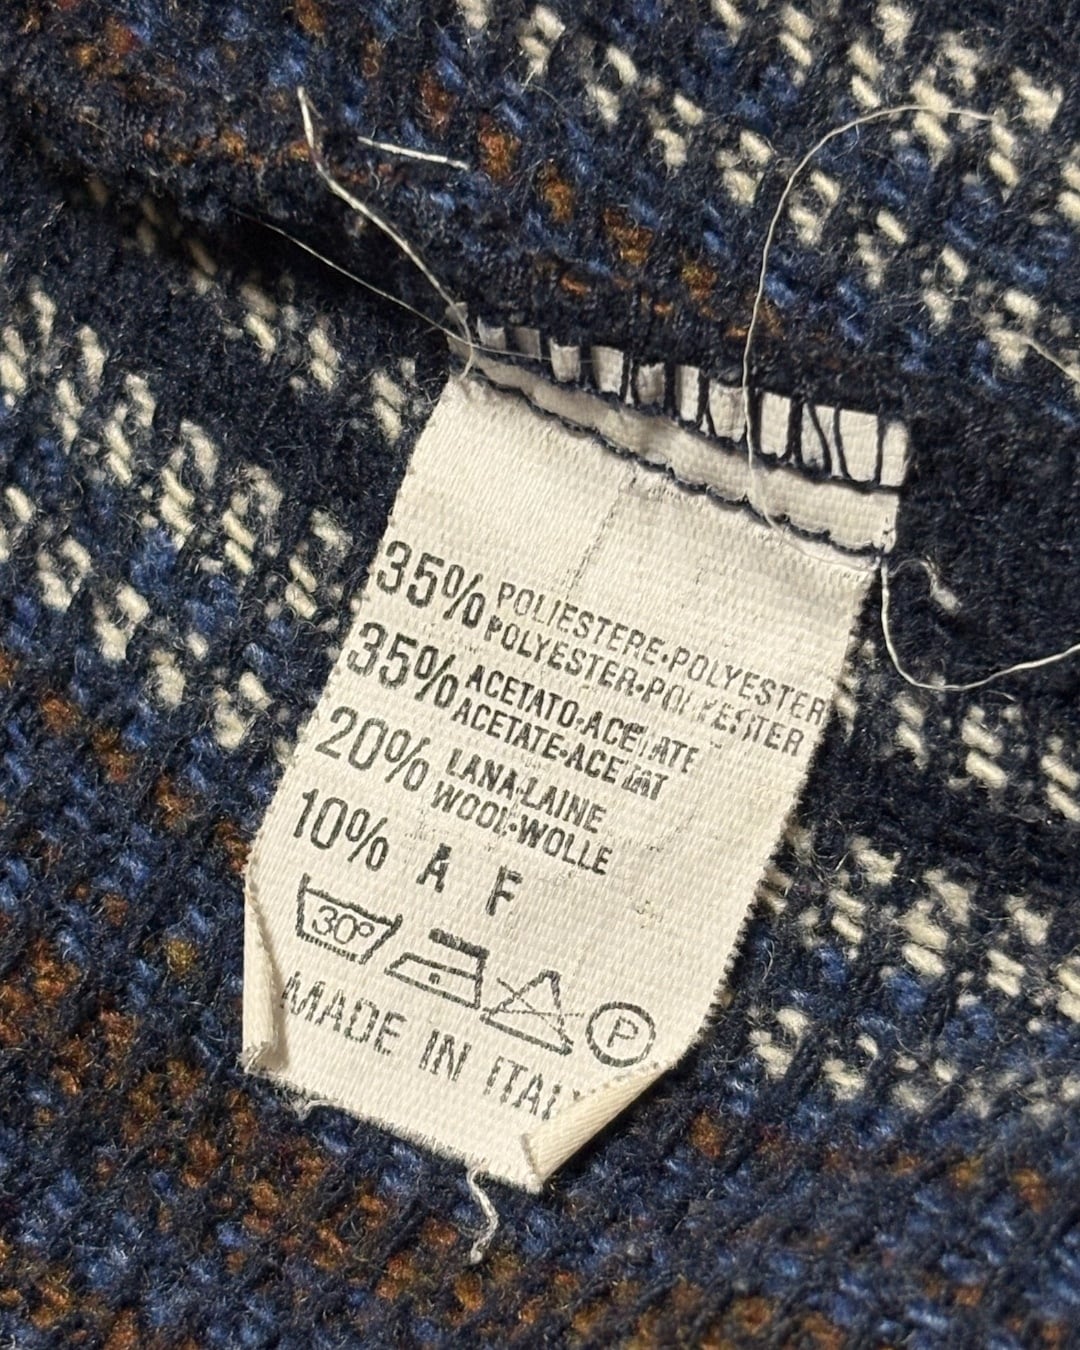 35% POLIESTERE·POLYESTER
POLYESTER·POLYESTER
35% ACETATO·ACETATE
ACETATE·ACETAT
20% LANA·LAINE
WOOL·WOLLE
10% A F
30°
P
MADE IN ITALY